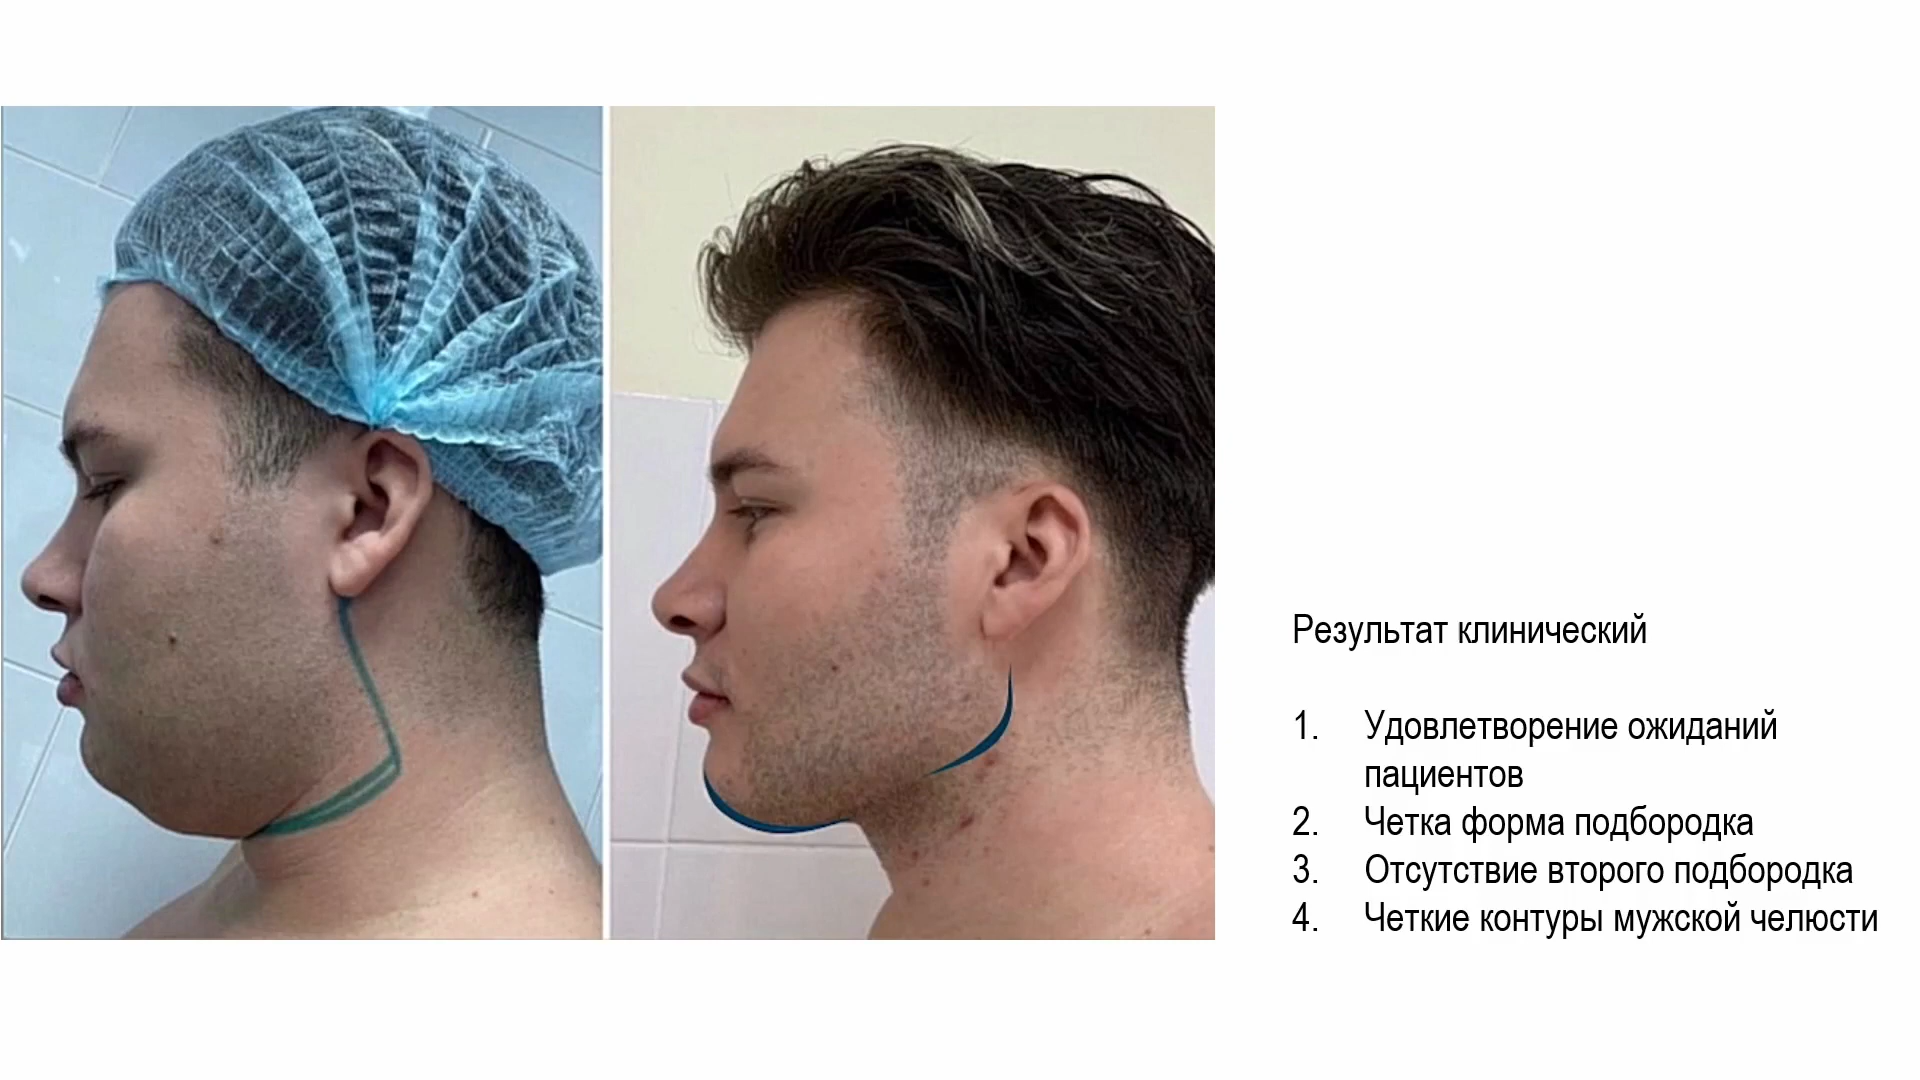 Результат клинический
1. Удовлетворение ожиданий
пациентов
2. Четка форма подбородка
3. Отсутствие второго подбородка
4. Четкие контуры мужской челюсти